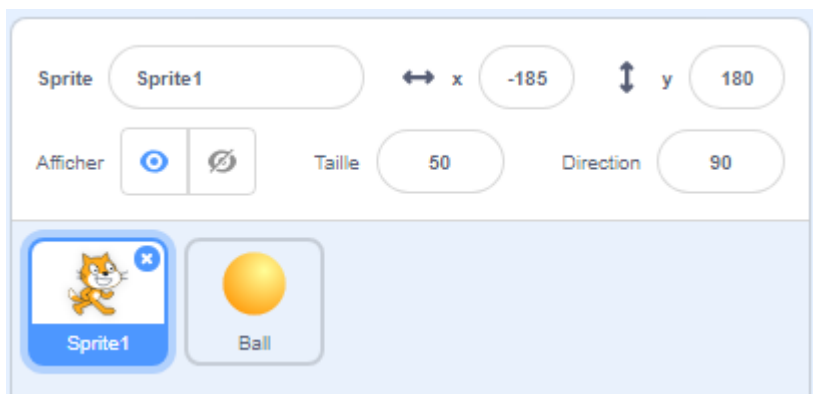 Sprite Sprite1 x -185 y 180
Afficher Taille 50 Direction 90
Sprite1 Ball